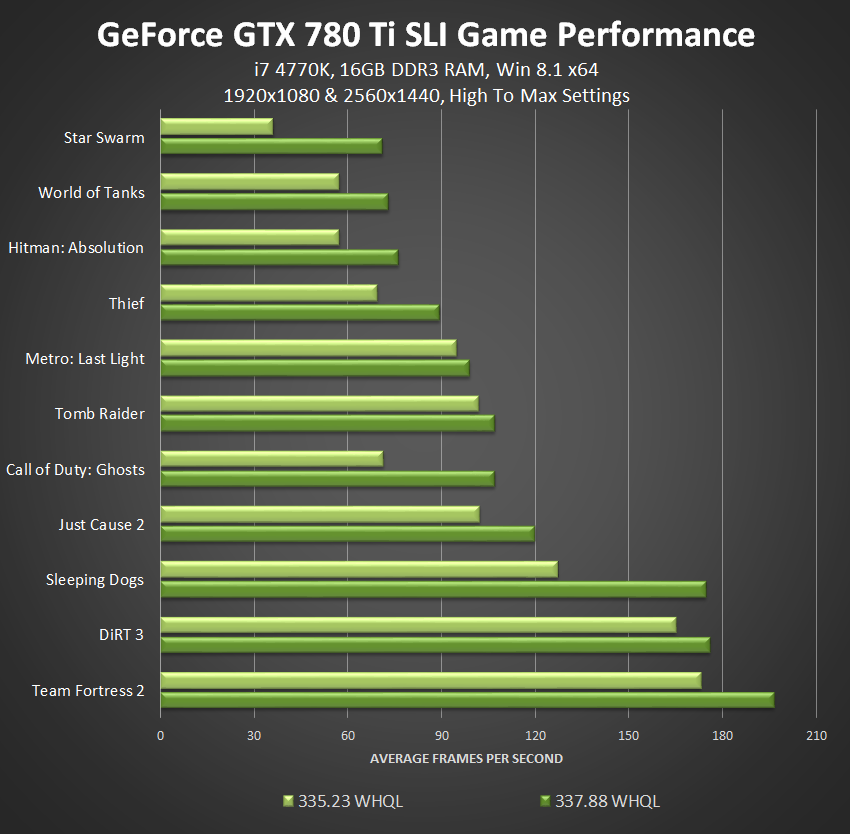 GeForce GTX 780 Ti SLI Game Performance
i7 4770K, 16GB DDR3 RAM, Win 8.1 x64
1920x1080 & 2560x1440, High To Max Settings
Star Swarm
World of Tanks
Hitman: Absolution
Thief
Metro: Last Light
Tomb Raider
Call of Duty: Ghosts
Just Cause 2
Sleeping Dogs
DiRT 3
Team Fortress 2
0 30 60 90 120 150 180 210
AVERAGE FRAMES PER SECOND
335.23 WHQL 337.88 WHQL